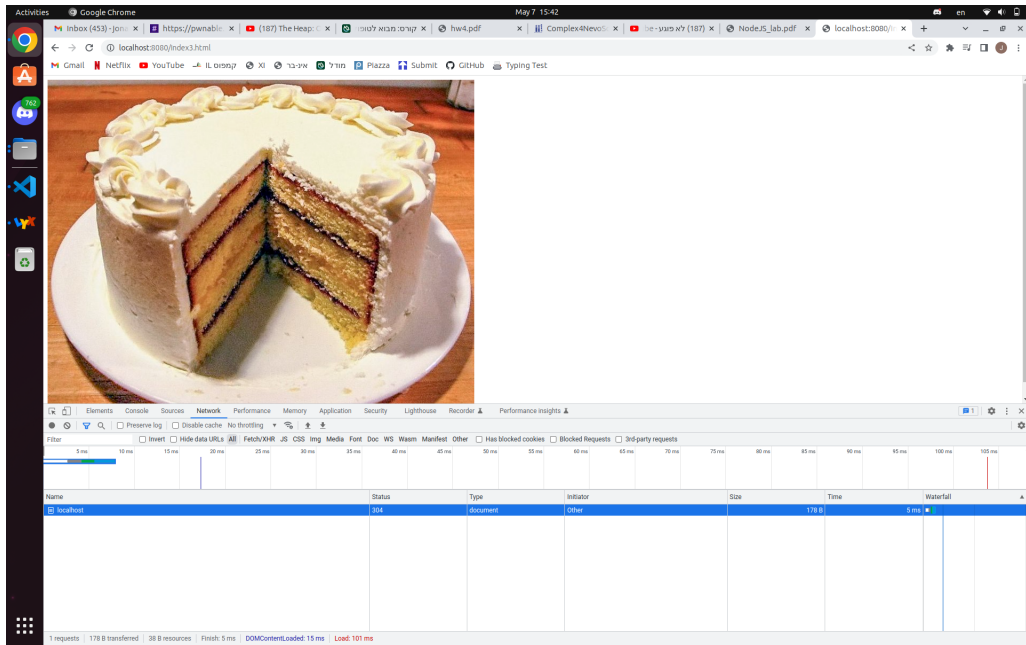 Activities Google Chrome May 7 15:42 en
Inbox (453) - jona https://pwnable (187) The Heap: קורס: מבוא לטופו hw4.pdf Complex4NevoS (187) לא פוגע - be NodeJS_lab.pdf localhost:8080/in
localhost:8080/index3.html
Gmail Netflix YouTube קמפוס IL XI אינ-בר מודל Piazza Submit GitHub Typing Test
762
Elements Console Sources Network Performance Memory Application Security Lighthouse Recorder Performance insights 1
Preserve log Disable cache No throttling
Filter Invert Hide data URLs All Fetch/XHR JS CSS Img Media Font Doc WS Wasm Manifest Other Has blocked cookies Blocked Requests 3rd-party requests
5 ms 10 ms 15 ms 20 ms 25 ms 30 ms 35 ms 40 ms 45 ms 50 ms 55 ms 60 ms 65 ms 70 ms 75 ms 80 ms 85 ms 90 ms 95 ms 100 ms 105 ms
Name Status Type Initiator Size Time Waterfall
localhost 304 document Other 178 B 5 ms
1 requests 178 B transferred 38 B resources Finish: 5 ms DOMContentLoaded: 15 ms Load: 101 ms